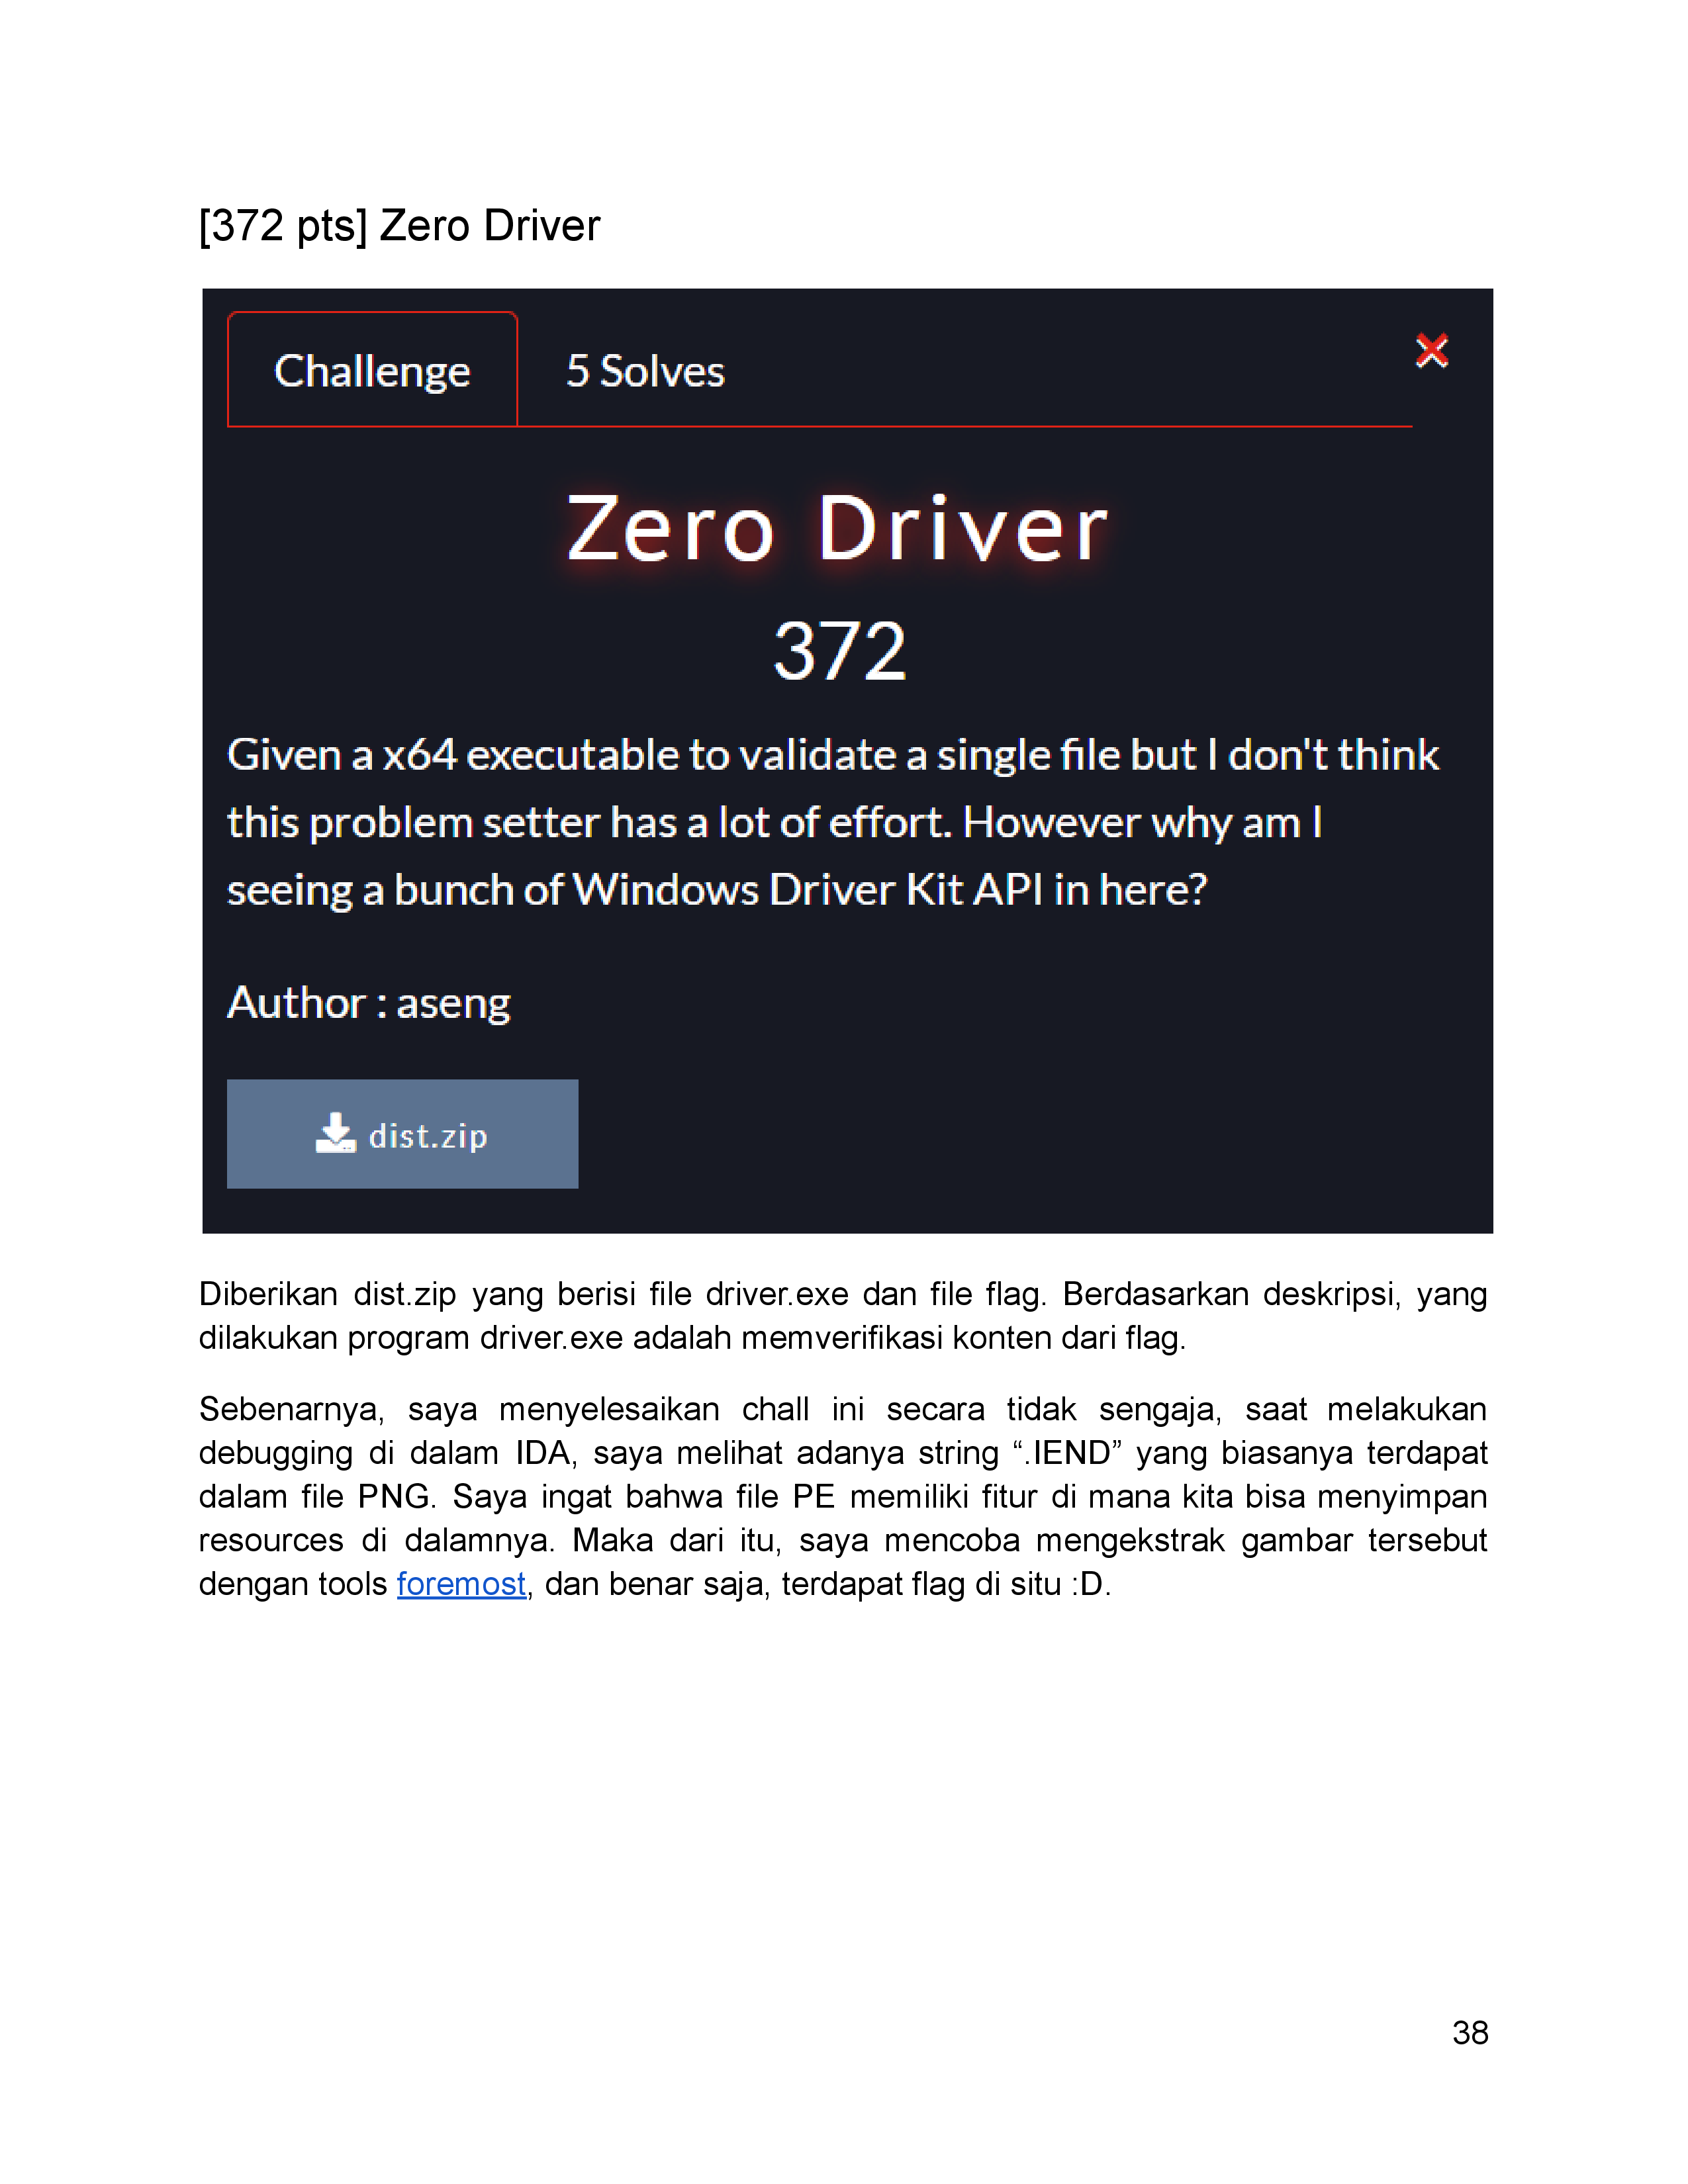 [372 pts] Zero Driver
Challenge
5 Solves
Zero Driver
372
Given a x64 executable to validate a single file but I don't think
this problem setter has a lot of effort. However why am I
seeing a bunch of Windows Driver Kit API in here?
Author : aseng
dist.zip
Diberikan dist.zip yang berisi file driver.exe dan file flag. Berdasarkan deskripsi, yang
dilakukan program driver.exe adalah memverifikasi konten dari flag.
Sebenarnya, saya menyelesaikan chall ini secara tidak sengaja, saat melakukan
debugging di dalam IDA, saya melihat adanya string “.IEND” yang biasanya terdapat
dalam file PNG. Saya ingat bahwa file PE memiliki fitur di mana kita bisa menyimpan
resources di dalamnya. Maka dari itu, saya mencoba mengekstrak gambar tersebut
dengan tools foremost, dan benar saja, terdapat flag di situ :D.
38